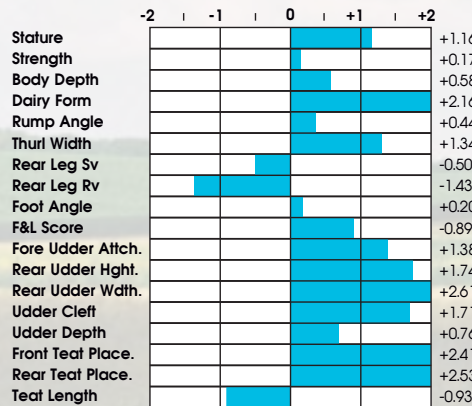 -2 -1 0 +1 +2
Stature +1.16
Strength +0.17
Body Depth +0.58
Dairy Form +2.16
Rump Angle +0.44
Thurl Width +1.34
Rear Leg Sv -0.50
Rear Leg Rv -1.43
Foot Angle +0.20
F&L Score -0.89
Fore Udder Attch. +1.38
Rear Udder Hght. +1.74
Rear Udder Wdth. +2.61
Udder Cleft +1.71
Udder Depth +0.76
Front Teat Place. +2.41
Rear Teat Place. +2.53
Teat Length -0.93